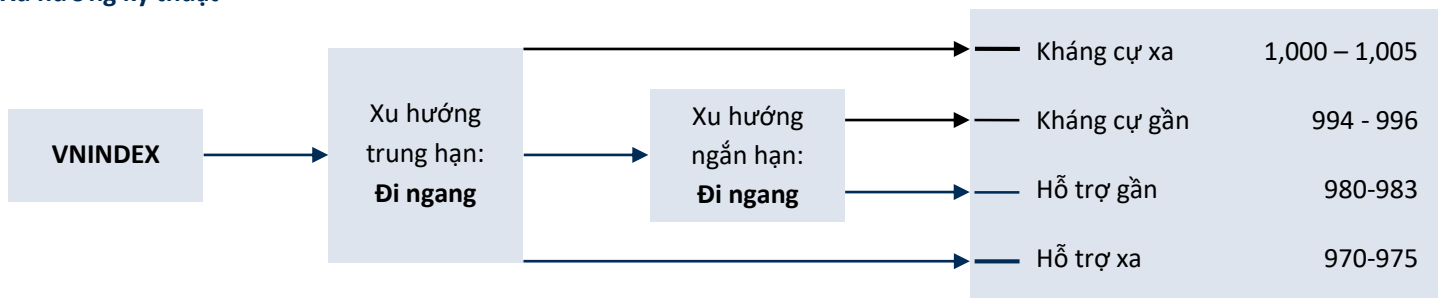 VNINDEX
Xu hướng
trung hạn:
Đi ngang
Xu hướng
ngắn hạn:
Đi ngang
Kháng cự xa 1,000 – 1,005
Kháng cự gần 994 - 996
Hỗ trợ gần 980-983
Hỗ trợ xa 970-975